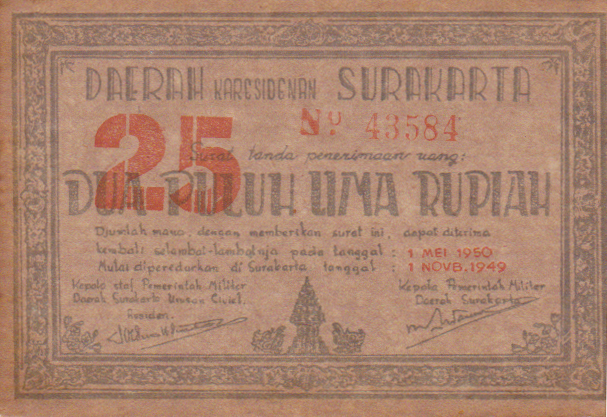 DAERAH KARESIDENAN SURAKARTA
25
Nº 43584
Surat tanda penerimaan uang:
DUA PULUH LIMA RUPIAH
Djumlah mana, dengan memberikan surat ini, dapat diterima
kembali selambat-lambatnja pada tanggal : 1 MEI 1950
Mulai diperedurkan di Surakarta tanggal : 1 NOVB. 1949
Kepala staf Pemerintah Militer
Daerah Surakarta Urusan Civiel.
Residen.
Kepala Pemerintah Militer
Daerah Surakarta